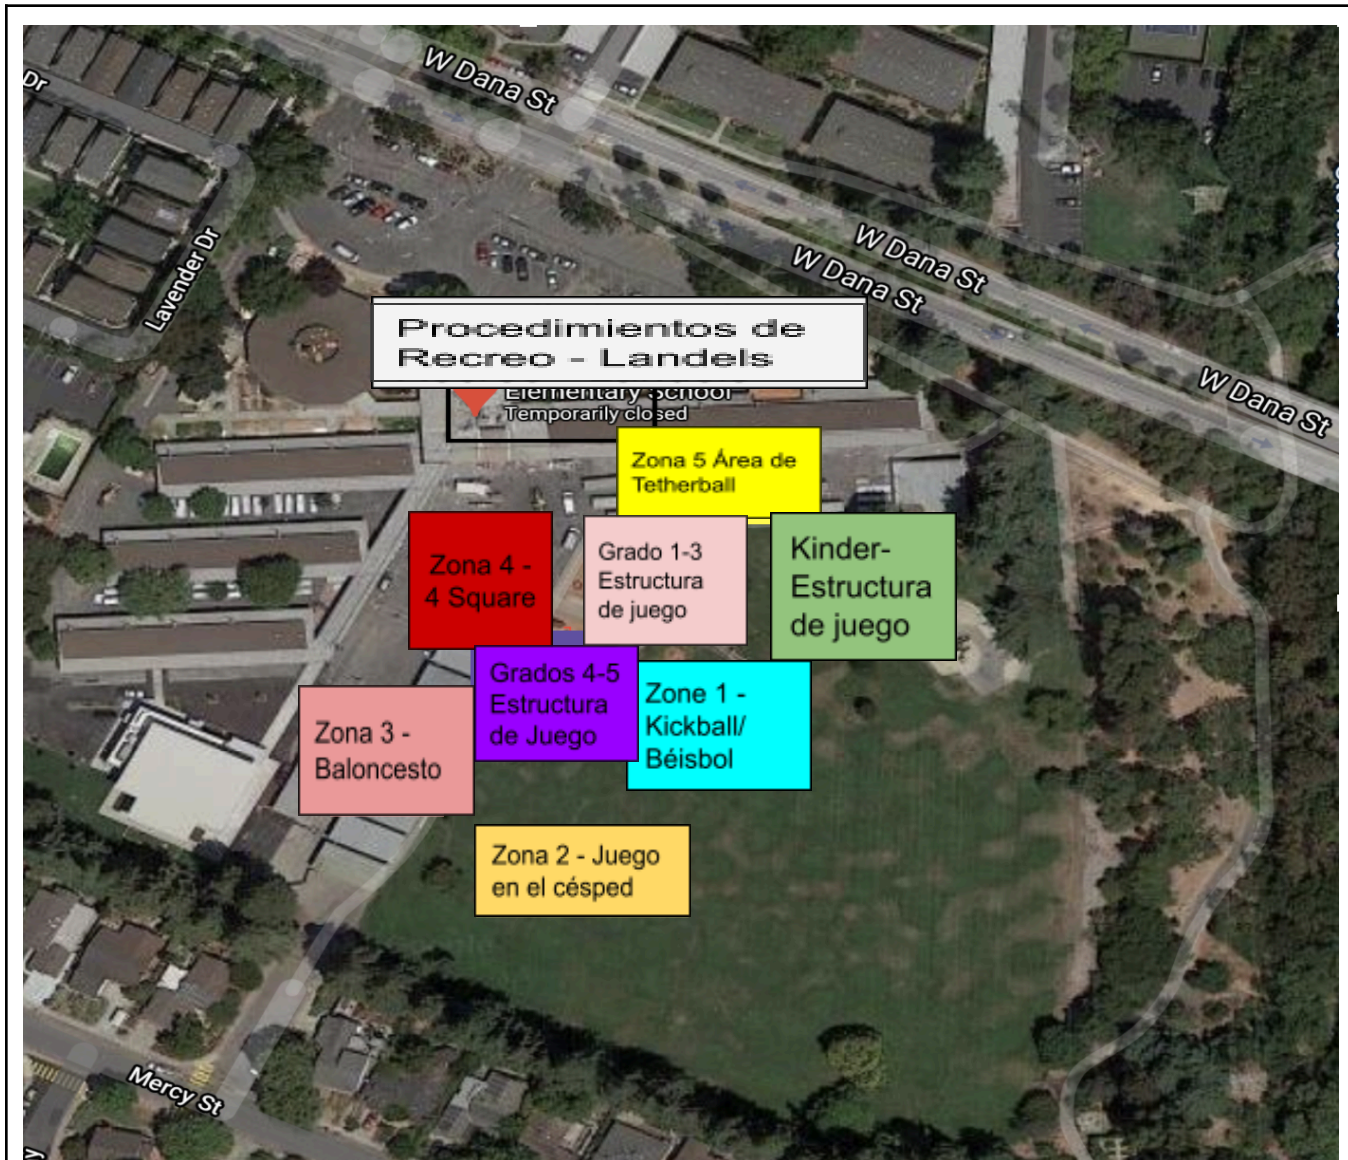 W Dana St
Dr
W Dana St
W Dana St
Lavender Dr
W Dana St
Procedimientos de
Recreo - Landels
Elementary School
Temporarily closed
Zona 5 Área de
Tetherball
Zona 4 -
4 Square
Grado 1-3
Estructura
de juego
Kinder-
Estructura
de juego
Grados 4-5
Estructura
de Juego
Zone 1 -
Kickball/
Béisbol
Zona 3 -
Baloncesto
Zona 2 - Juego
en el césped
Mercy St